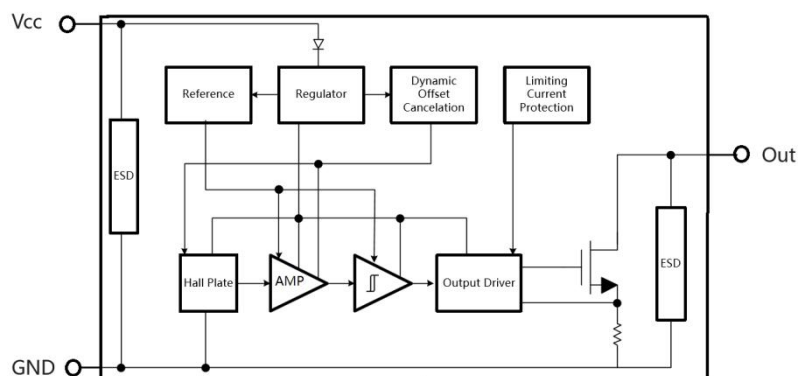 Vcc
Reference
Regulator
Dynamic
Offset
Cancelation
Limiting
Current
Protection
ESD
Out
Hall Plate
AMP
Output Driver
ESD
GND